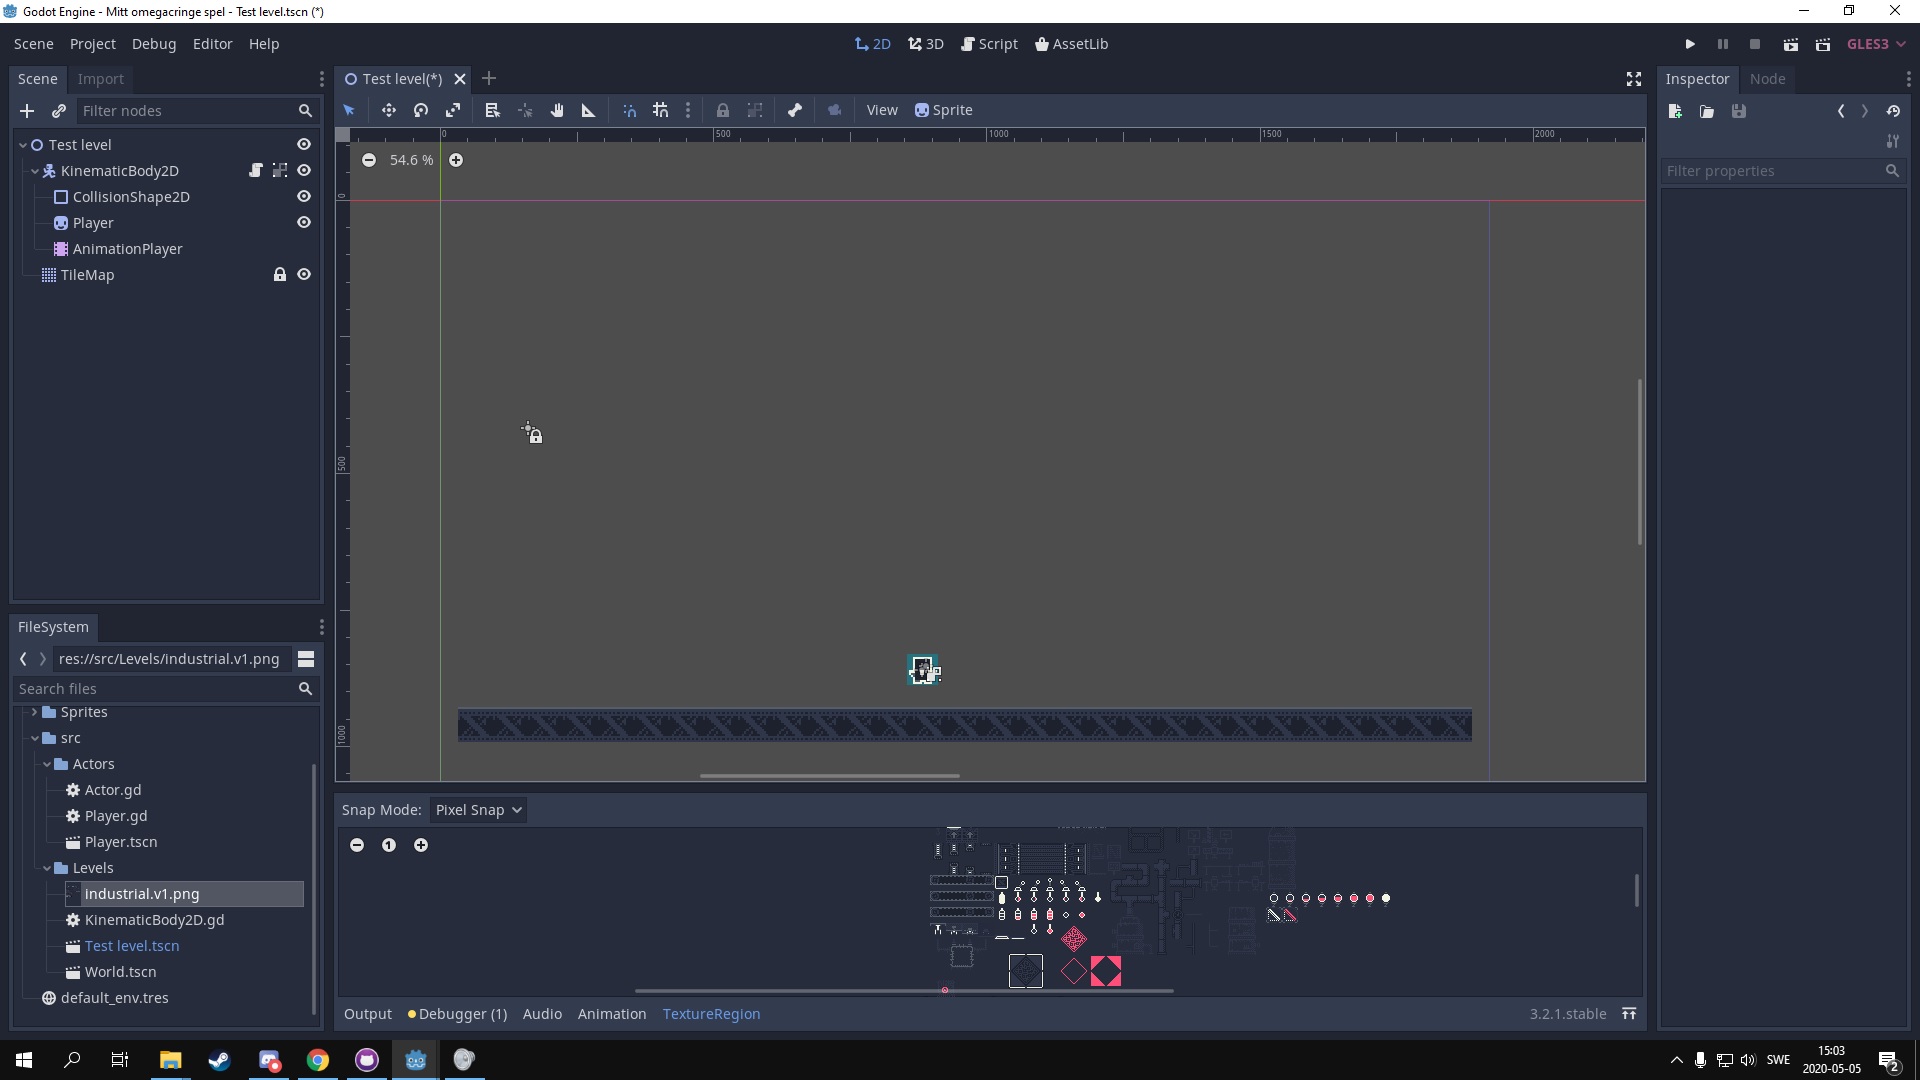 Godot Engine - Mitt omegacringe spel - Test level.tscn (*)
Scene Project Debug Editor Help
2D 3D Script AssetLib
GLES3
Scene Import
Filter nodes
Test level
KinematicBody2D
CollisionShape2D
Player
AnimationPlayer
TileMap
FileSystem
res://src/Levels/industrial.v1.png
Search files
Sprites
src
Actors
Actor.gd
Player.gd
Player.tscn
Levels
industrial.v1.png
KinematicBody2D.gd
Test level.tscn
World.tscn
default_env.tres
Test level(*)
View Sprite
0 500 1000 1500 2000
54.6 %
0
500
1000
Snap Mode: Pixel Snap
1
Output Debugger (1) Audio Animation TextureRegion
3.2.1.stable
Inspector Node
Filter properties
SWE
15:03
2020-05-05
2